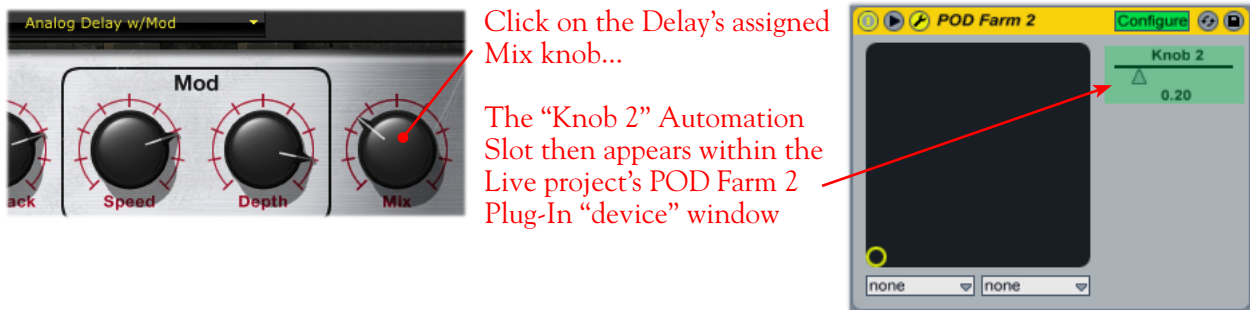 Analog Delay w/Mod
Mod
ack
Speed
Depth
Mix
Click on the Delay’s assigned
Mix knob...
The “Knob 2” Automation
Slot then appears within the
Live project’s POD Farm 2
Plug-In “device” window
POD Farm 2
Configure
Knob 2
0.20
none
none